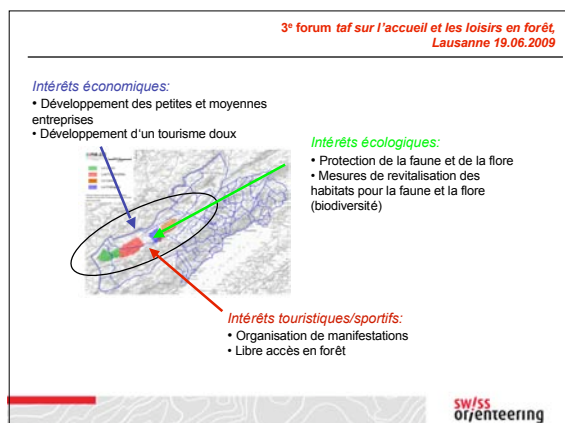 3e forum taf sur l'accueil et les loisirs en forêt,
Lausanne 19.06.2009
Intérêts économiques:
• Développement des petites et moyennes
entreprises
• Développement d'un tourisme doux
Intérêts écologiques:
• Protection de la faune et de la flore
• Mesures de revitalisation des
habitats pour la faune et la flore
(biodiversité)
Intérêts touristiques/sportifs:
• Organisation de manifestations
• Libre accès en forêt
swiss
orienteering